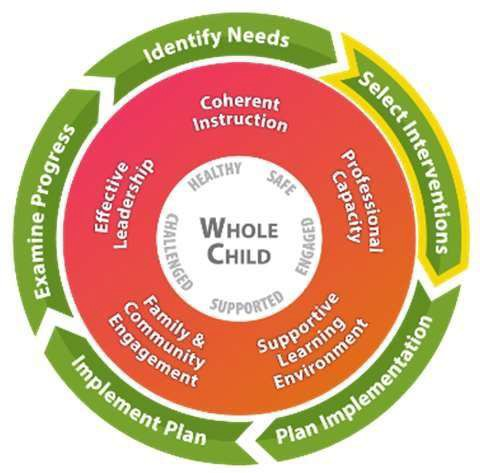 Identify Needs
Select Interventions
Plan Implementation
Implement Plan
Examine Progress
Coherent
Instruction
Professional
Capacity
Supportive
Learning
Environment
Family &
Community
Engagement
Effective
Leadership
HEALTHY
SAFE
ENGAGED
SUPPORTED
CHALLENGED
WHOLE
CHILD